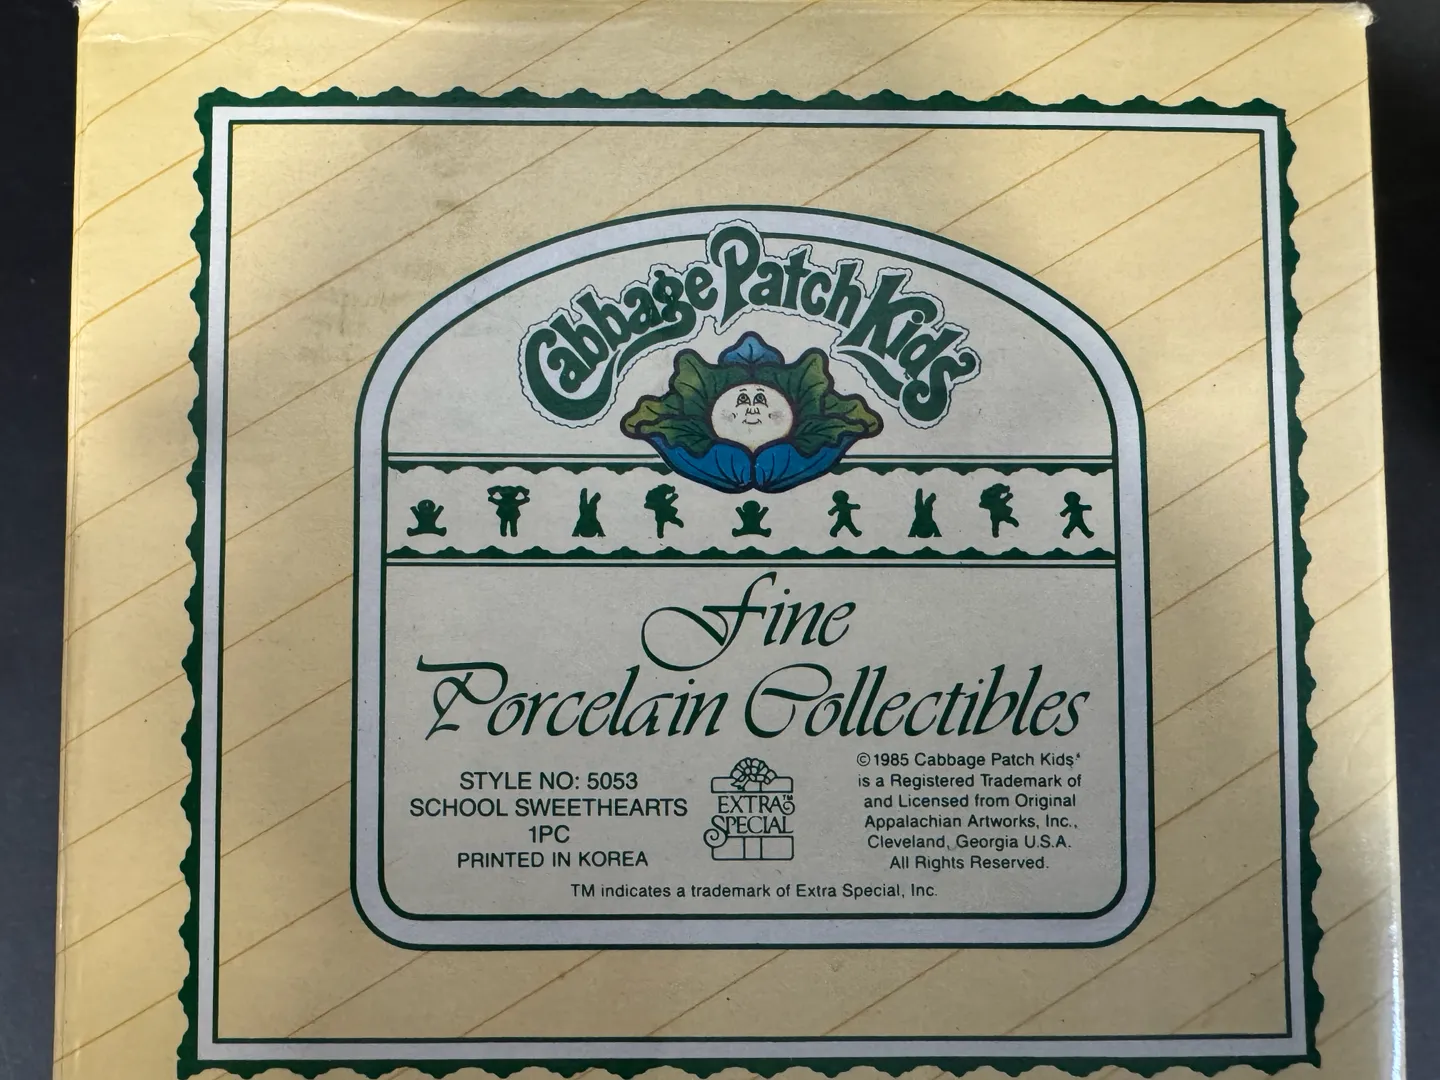 Cabbage Patch Kids
Fine
Porcelain Collectibles
STYLE NO: 5053
SCHOOL SWEETHEARTS
1PC
PRINTED IN KOREA
EXTRA™
SPECIAL
©1985 Cabbage Patch Kids*
is a Registered Trademark of
and Licensed from Original
Appalachian Artworks, Inc.,
Cleveland, Georgia U.S.A.
All Rights Reserved.
TM indicates a trademark of Extra Special, Inc.